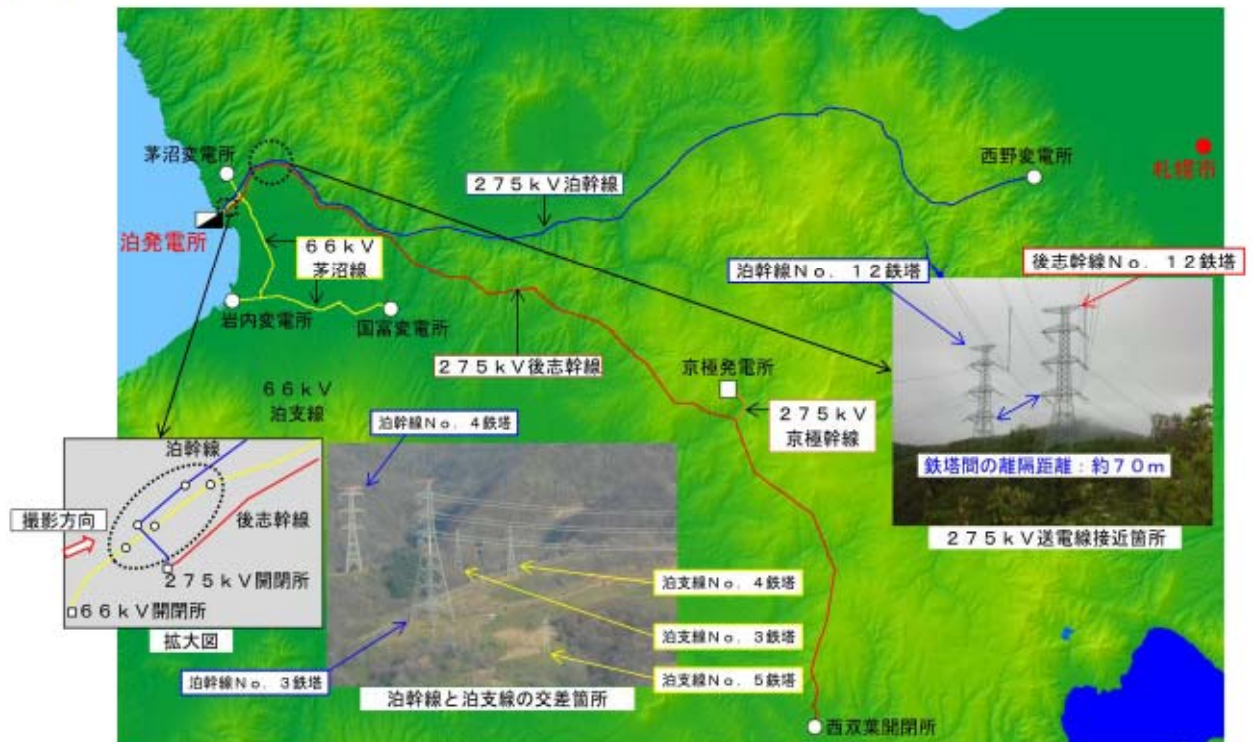 茅沼変電所
西野変電所
札幌市
275kV泊幹線
泊発電所
66kV
茅沼線
泊幹線No.12鉄塔
後志幹線No.12鉄塔
岩内変電所
国富変電所
275kV後志幹線
京極発電所
66kV
泊支線
275kV
京極幹線
泊幹線No.4鉄塔
鉄塔間の離隔距離:約70m
泊幹線
撮影方向
後志幹線
275kV送電線接近箇所
275kV開閉所
泊支線No.4鉄塔
66kV開閉所
拡大図
泊支線No.3鉄塔
泊幹線No.3鉄塔
泊支線No.5鉄塔
泊幹線と泊支線の交差箇所
西双葉開閉所